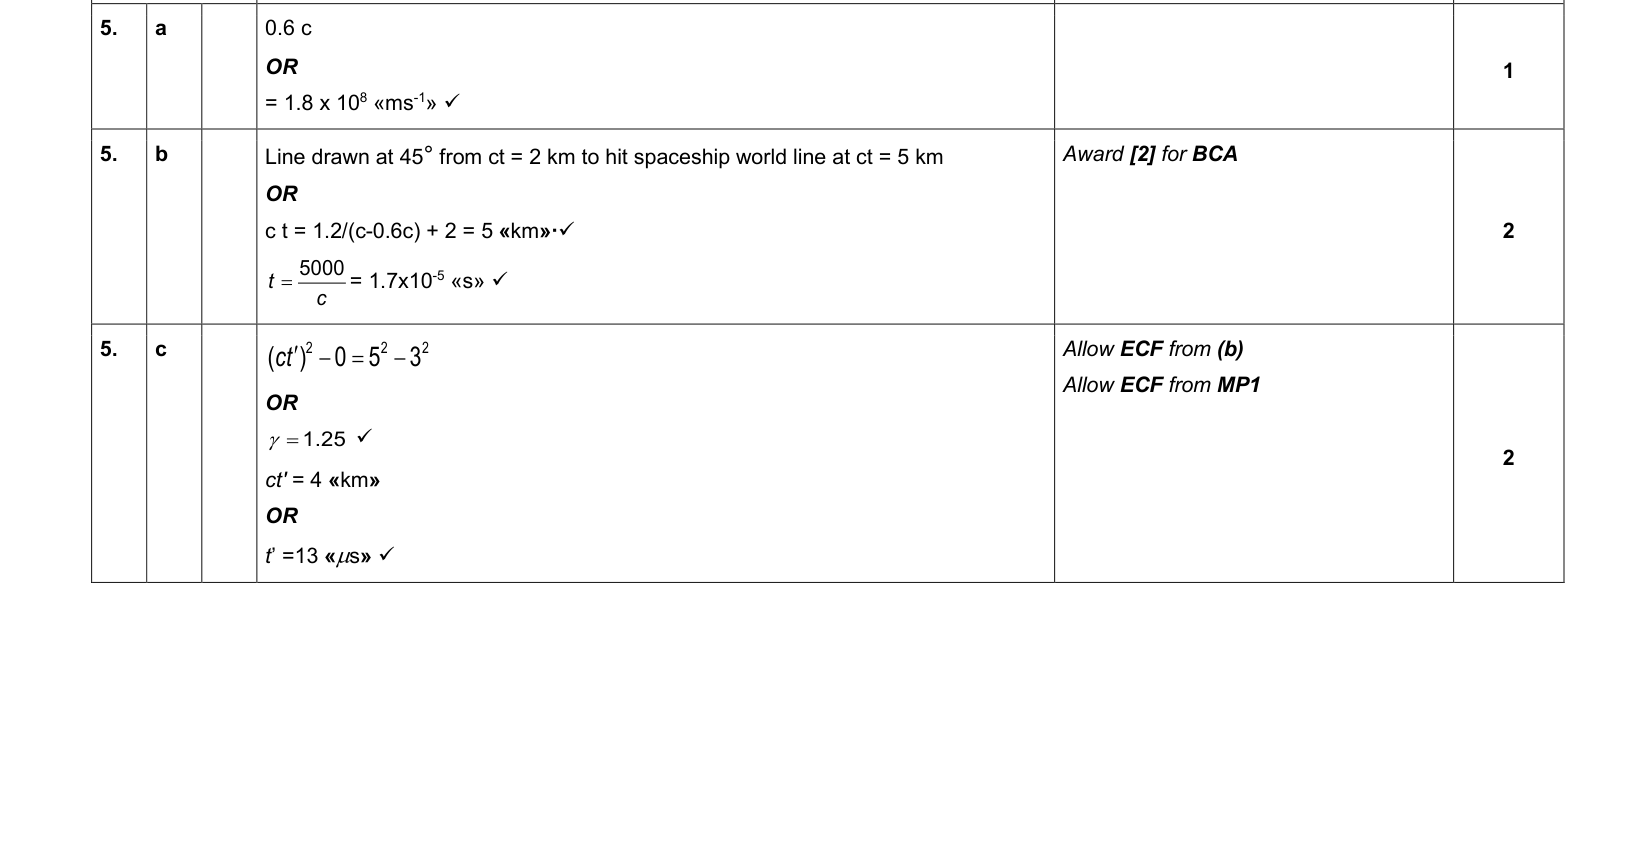 5. a 0.6 c
OR
= 1.8 x 10⁸ «ms⁻¹» ✓
1
5. b Line drawn at 45° from ct = 2 km to hit spaceship world line at ct = 5 km
Award [2] for BCA
OR
c t = 1.2/(c-0.6c) + 2 = 5 «km»·✓
2
t = 5000/c = 1.7x10⁻⁵ «s» ✓
5. c (ct′)² – 0 = 5² – 3²
Allow ECF from (b)
Allow ECF from MP1
OR
γ = 1.25 ✓
2
ct′ = 4 «km»
OR
t′ =13 «μs» ✓